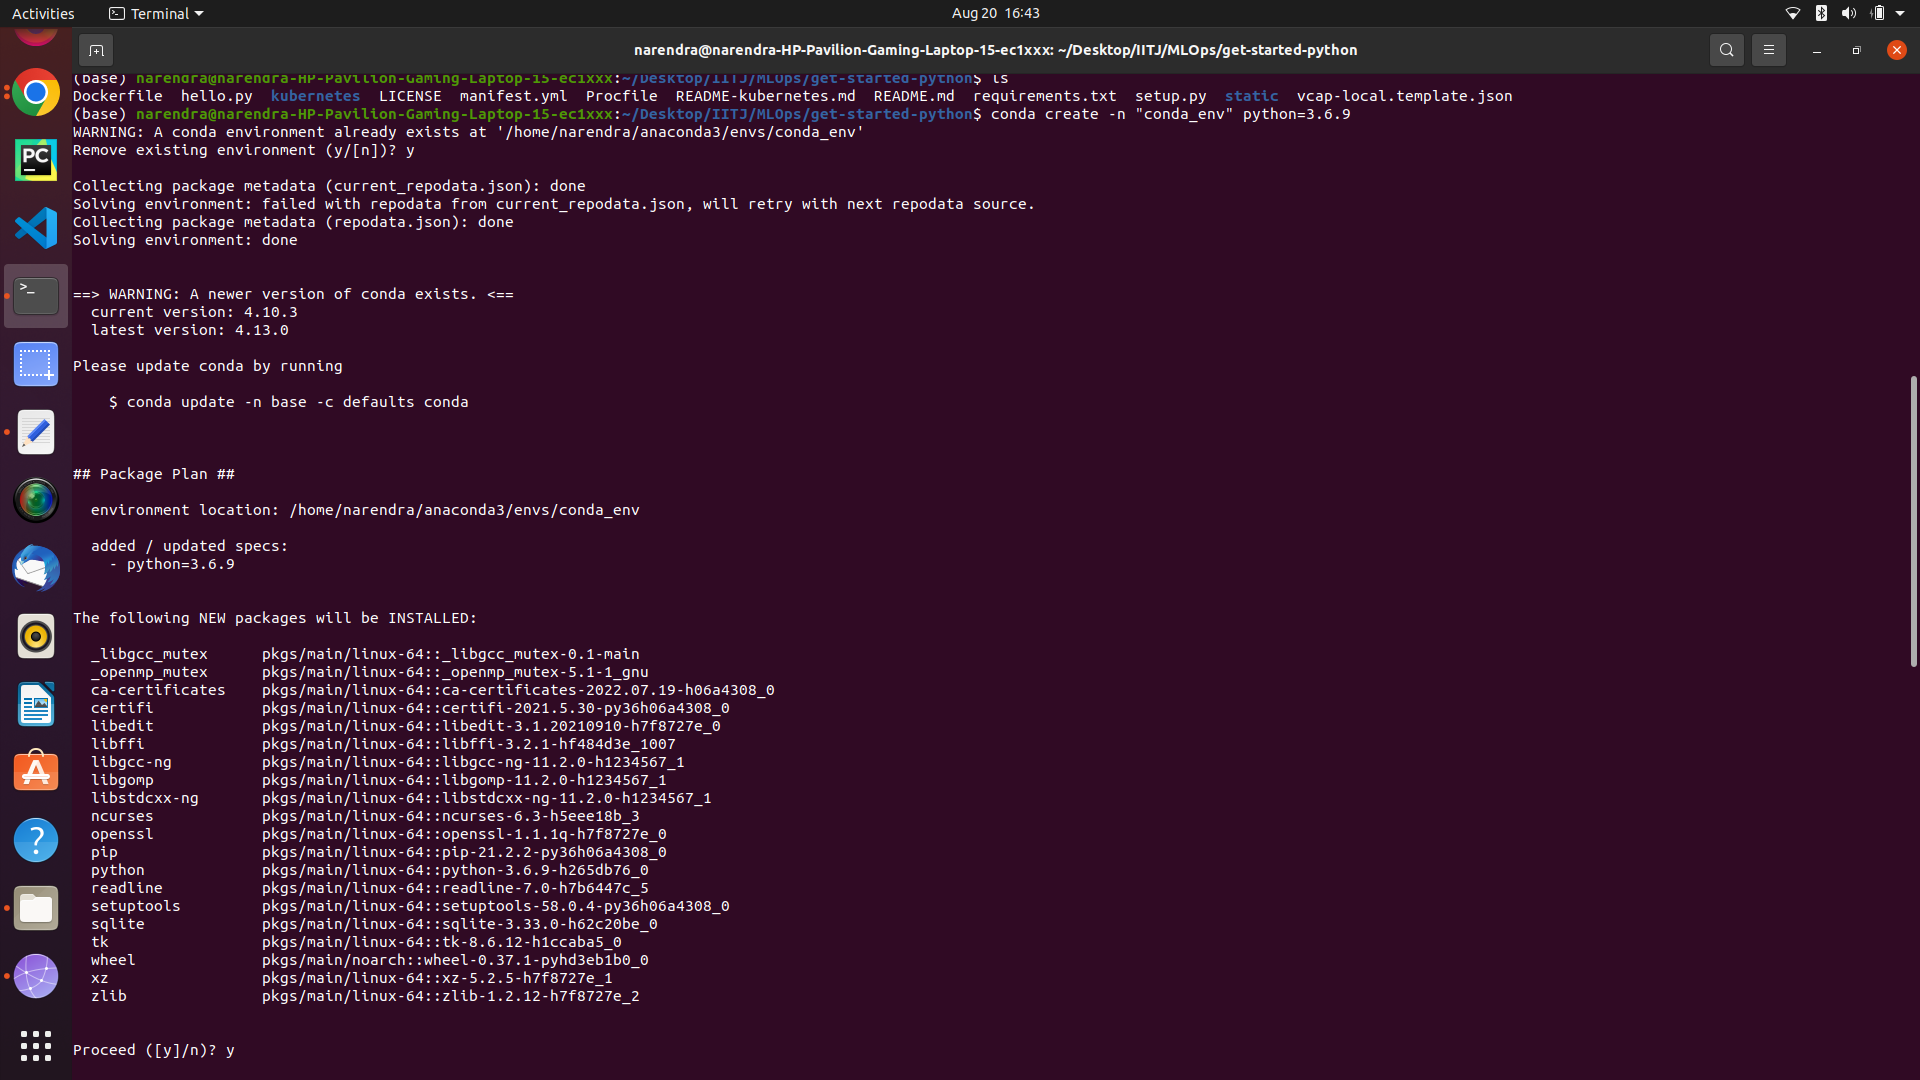 Activities
Terminal
Aug 20 16:43
narendra@narendra-HP-Pavilion-Gaming-Laptop-15-ec1xxx: ~/Desktop/IITJ/MLOps/get-started-python
(base) narendra@narendra-HP-Pavilion-Gaming-Laptop-15-ec1xxx:~/Desktop/IITJ/MLOps/get-started-python$ ls
Dockerfile  hello.py  kubernetes  LICENSE  manifest.yml  Procfile  README-kubernetes.md  README.md  requirements.txt  setup.py  static  vcap-local.template.json
(base) narendra@narendra-HP-Pavilion-Gaming-Laptop-15-ec1xxx:~/Desktop/IITJ/MLOps/get-started-python$ conda create -n "conda_env" python=3.6.9
WARNING: A conda environment already exists at '/home/narendra/anaconda3/envs/conda_env'
Remove existing environment (y/[n])? y
Collecting package metadata (current_repodata.json): done
Solving environment: failed with repodata from current_repodata.json, will retry with next repodata source.
Collecting package metadata (repodata.json): done
Solving environment: done
==> WARNING: A newer version of conda exists. <==
  current version: 4.10.3
  latest version: 4.13.0
Please update conda by running
    $ conda update -n base -c defaults conda
## Package Plan ##
  environment location: /home/narendra/anaconda3/envs/conda_env
  added / updated specs:
    - python=3.6.9
The following NEW packages will be INSTALLED:
  _libgcc_mutex      pkgs/main/linux-64::_libgcc_mutex-0.1-main
  _openmp_mutex      pkgs/main/linux-64::_openmp_mutex-5.1-1_gnu
  ca-certificates    pkgs/main/linux-64::ca-certificates-2022.07.19-h06a4308_0
  certifi            pkgs/main/linux-64::certifi-2021.5.30-py36h06a4308_0
  libedit            pkgs/main/linux-64::libedit-3.1.20210910-h7f8727e_0
  libffi             pkgs/main/linux-64::libffi-3.2.1-hf484d3e_1007
  libgcc-ng          pkgs/main/linux-64::libgcc-ng-11.2.0-h1234567_1
  libgomp            pkgs/main/linux-64::libgomp-11.2.0-h1234567_1
  libstdcxx-ng       pkgs/main/linux-64::libstdcxx-ng-11.2.0-h1234567_1
  ncurses            pkgs/main/linux-64::ncurses-6.3-h5eee18b_3
  openssl            pkgs/main/linux-64::openssl-1.1.1q-h7f8727e_0
  pip                pkgs/main/linux-64::pip-21.2.2-py36h06a4308_0
  python             pkgs/main/linux-64::python-3.6.9-h265db76_0
  readline           pkgs/main/linux-64::readline-7.0-h7b6447c_5
  setuptools         pkgs/main/linux-64::setuptools-58.0.4-py36h06a4308_0
  sqlite             pkgs/main/linux-64::sqlite-3.33.0-h62c20be_0
  tk                 pkgs/main/linux-64::tk-8.6.12-h1ccaba5_0
  wheel              pkgs/main/noarch::wheel-0.37.1-pyhd3eb1b0_0
  xz                 pkgs/main/linux-64::xz-5.2.5-h7f8727e_1
  zlib               pkgs/main/linux-64::zlib-1.2.12-h7f8727e_2
Proceed ([y]/n)? y
PC